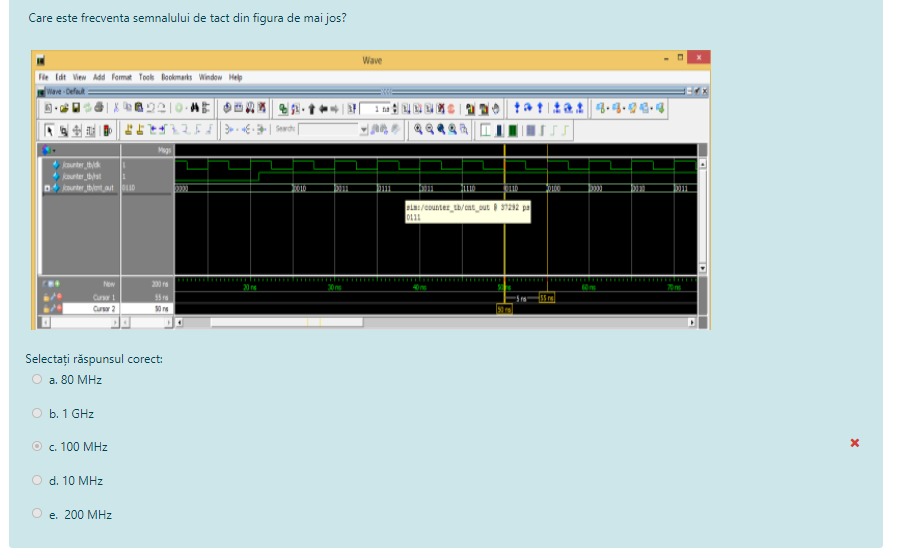 Care este frecventa semnalului de tact din figura de mai jos?
Wave
File Edit View Add Format Tools Bookmarks Window Help
Wave - Default
1 ns
Search:
Msgs
/counter_tb/clk 1
/counter_tb/rst 1
/counter_tb/cnt_out 0110 0000 0010 0011 0111 1011 1110 0110 0100 0000 0010 0011
sim:/counter_tb/cnt_out @ 37292 ps
0111
Now 200 ns 20 ns 30 ns 40 ns 50 60 ns 70 ns
Cursor 1 55 ns 5 ns 55 ns
Cursor 2 50 ns 50 ns
Selectați răspunsul corect:
a. 80 MHz
b. 1 GHz
c. 100 MHz
d. 10 MHz
e. 200 MHz